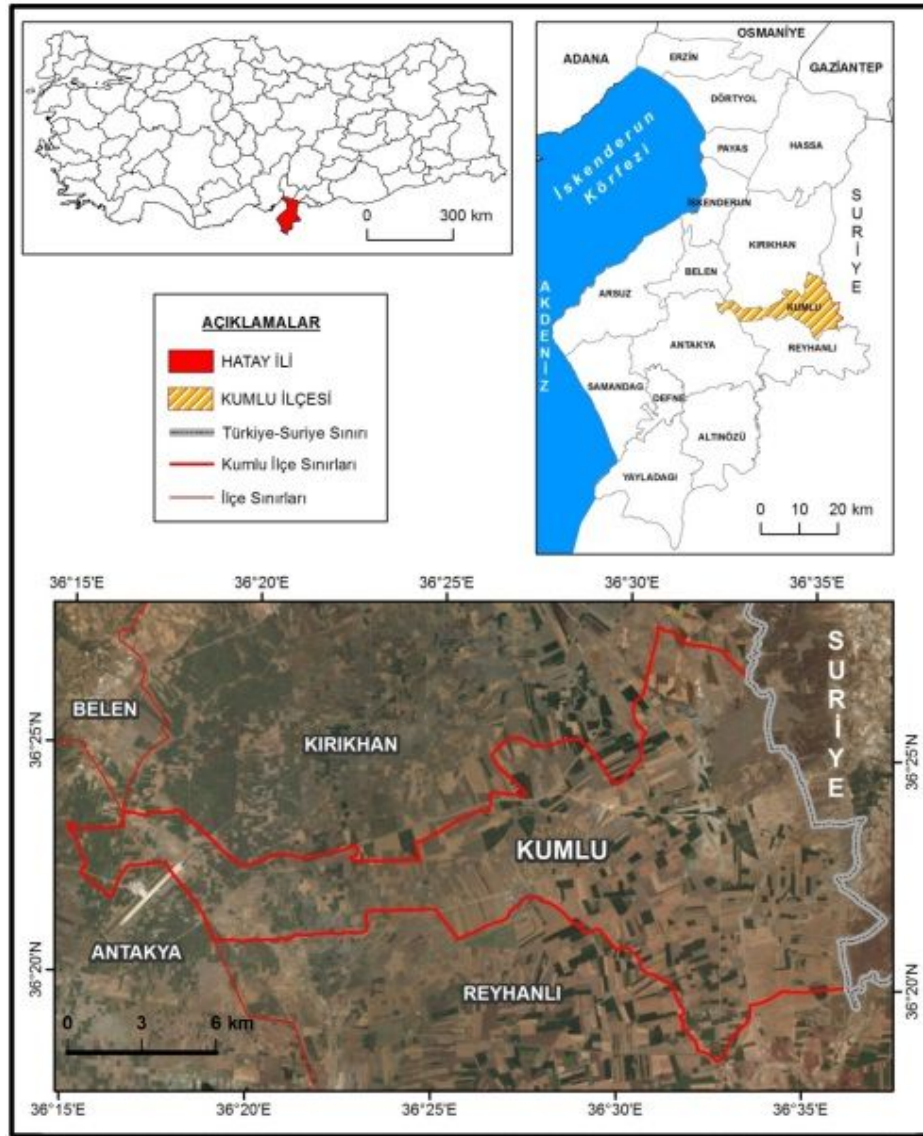 0 300 km
OSMANİYE
ADANA
ERZİN
GAZİANTEP
DÖRTYOL
İskenderun
Körfezi
PAYAS
HASSA
İSKENDERUN
SURİYE
KIRIKHAN
BELEN
ARSUZ
KUMLU
AKDENİZ
ANTAKYA
REYHANLI
SAMANDAG
DEFNE
ALTINÖZÜ
YAYLADAGI
0 10 20 km
AÇIKLAMALAR
HATAY İLİ
KUMLU İLÇESİ
Türkiye-Suriye Sınırı
Kumlu İlçe Sınırları
İlçe Sınırları
36°15'E 36°20'E 36°25'E 36°30'E 36°35'E
SURİYE
BELEN
KIRIKHAN
36°25'N
36°25'N
KUMLU
ANTAKYA
REYHANLI
36°20'N
36°20'N
0 3 6 km
36°15'E 36°20'E 36°25'E 36°30'E 36°35'E